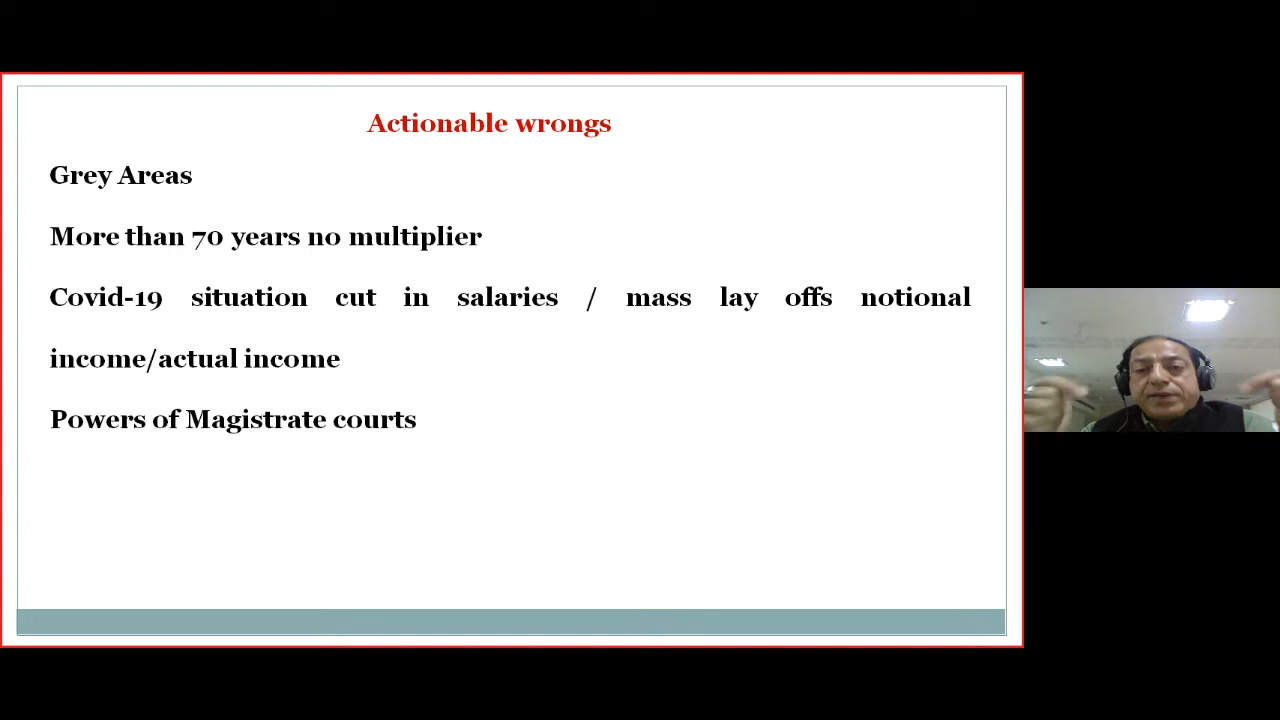 Actionable wrongs
Grey Areas
More than 70 years no multiplier
Covid-19 situation cut in salaries / mass lay offs notional
income/actual income
Powers of Magistrate courts